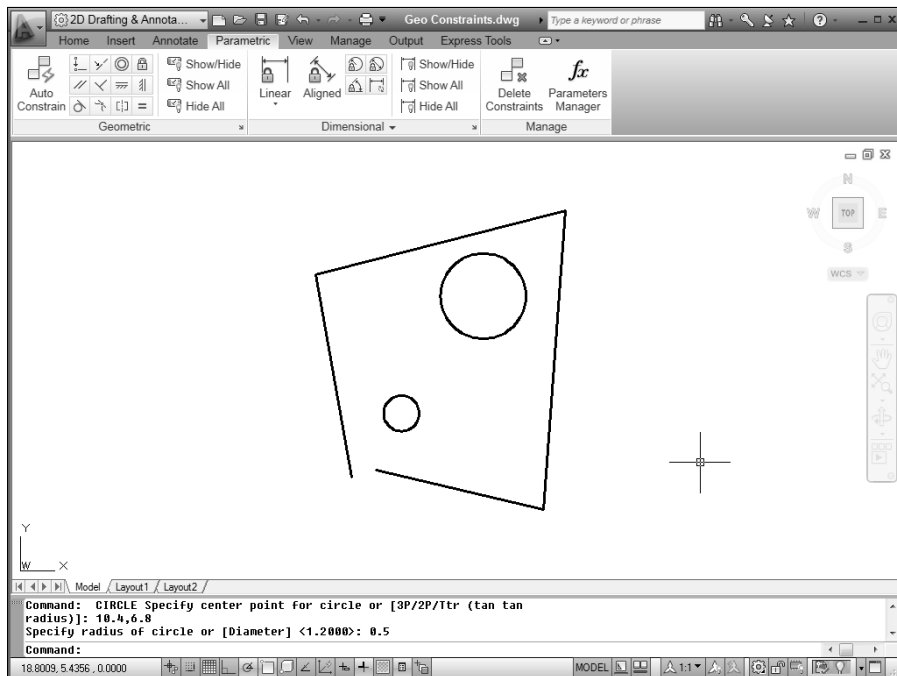 2D Drafting & Annota... Geo Constraints.dwg Type a keyword or phrase
Home Insert Annotate Parametric View Manage Output Express Tools
Auto Constrain
Show/Hide
Show All
Hide All
Geometric
Linear
Aligned
Show/Hide
Show All
Hide All
Dimensional
Delete Constraints
fx
Parameters Manager
Manage
N
W TOP E
S
WCS
Y
W X
Model Layout1 Layout2
Command: CIRCLE Specify center point for circle or [3P/2P/Ttr (tan tan
radius)]: 10.4,6.8
Specify radius of circle or [Diameter] <1.2000>: 0.5
Command:
18.8009, 5.4356 , 0.0000 MODEL 1:1